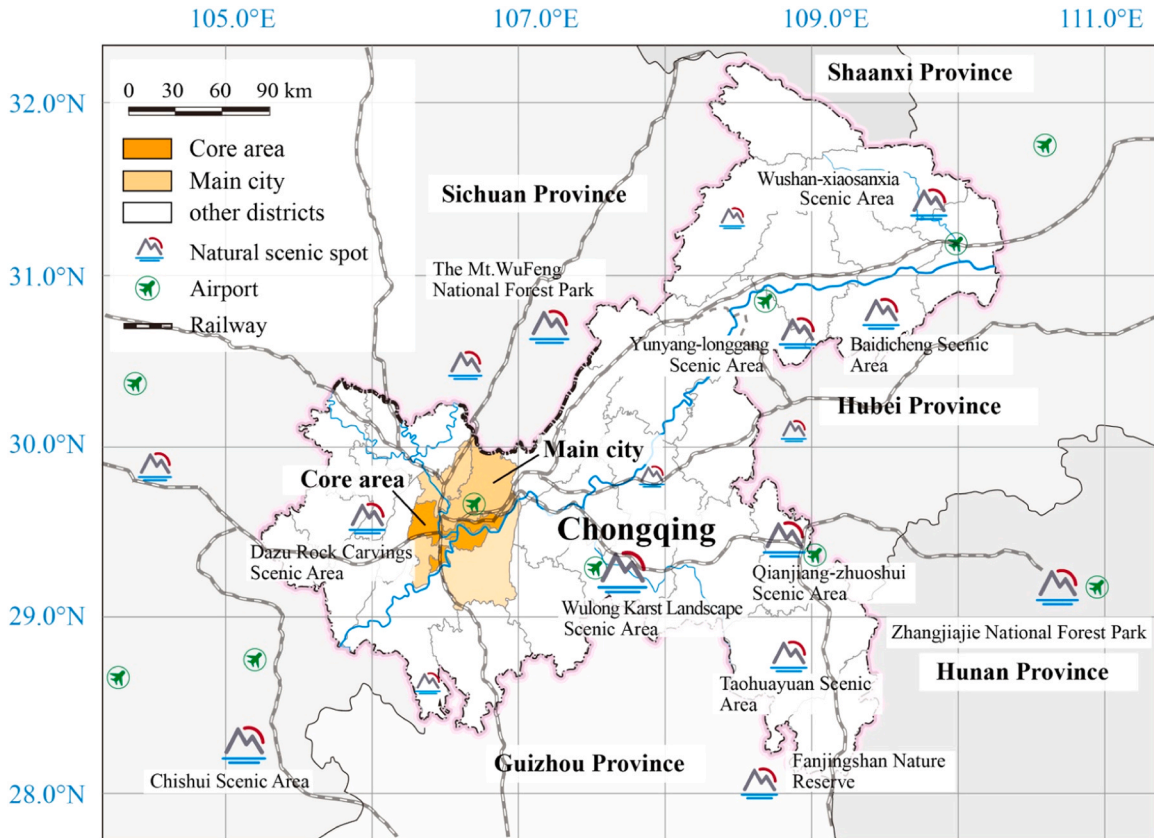 105.0°E
107.0°E
109.0°E
111.0°E
32.0°N
31.0°N
30.0°N
29.0°N
28.0°N
0 30 60 90 km
Core area
Main city
other districts
Natural scenic spot
Airport
Railway
Shaanxi Province
Sichuan Province
Wushan-xiaosanxia
Scenic Area
The Mt.WuFeng
National Forest Park
Yunyang-longgang
Scenic Area
Baidicheng Scenic
Area
Hubei Province
Main city
Core area
Chongqing
Dazu Rock Carvings
Scenic Area
Qianjiang-zhuoshui
Scenic Area
Wulong Karst Landscape
Scenic Area
Zhangjiajie National Forest Park
Hunan Province
Taohuayuan Scenic
Area
Guizhou Province
Chishui Scenic Area
Fanjingshan Nature
Reserve